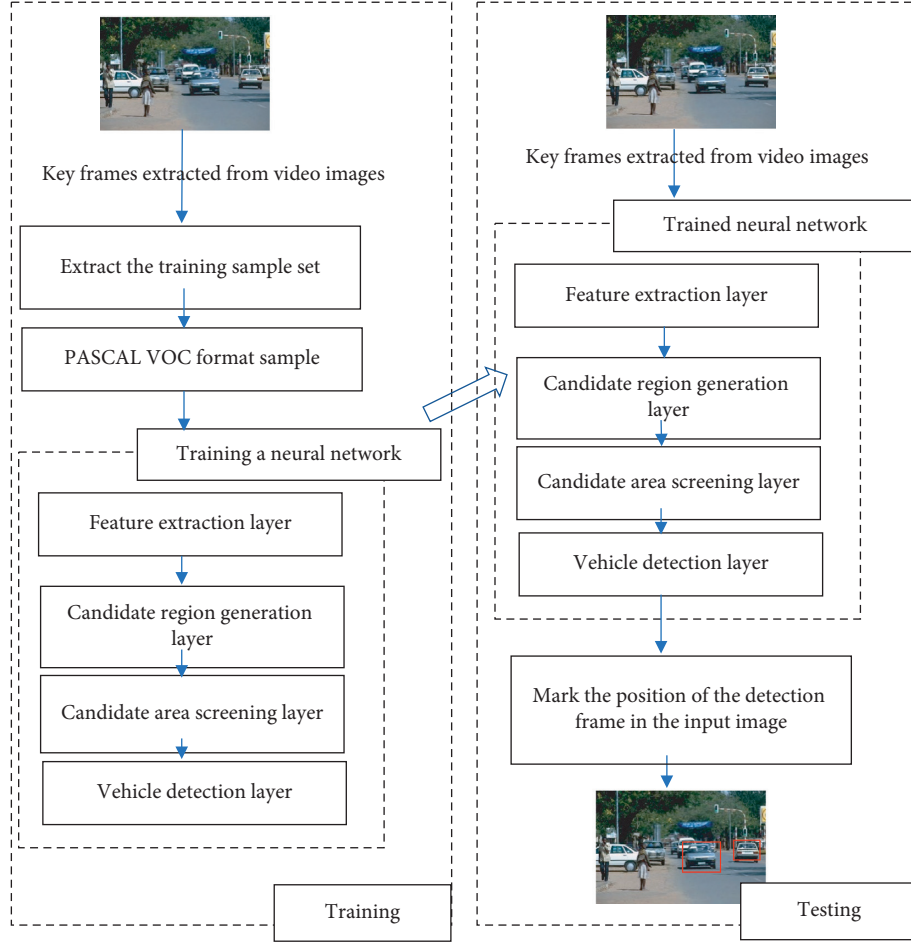 Key frames extracted from video images
Extract the training sample set
PASCAL VOC format sample
Training a neural network
Feature extraction layer
Candidate region generation
layer
Candidate area screening layer
Vehicle detection layer
Training
Key frames extracted from video images
Trained neural network
Feature extraction layer
Candidate region generation
layer
Candidate area screening layer
Vehicle detection layer
Mark the position of the detection
frame in the input image
Testing